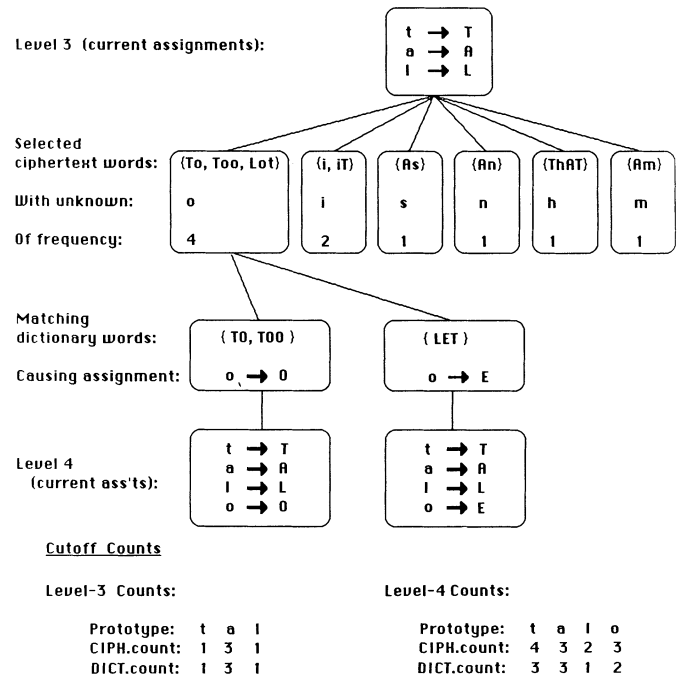 Level 3 (current assignments):
t → T
a → A
l → L
Selected
ciphertext words: {To, Too, Lot} {i, iT} {As} {An} {ThAT} {Am}
With unknown: o i s n h m
Of frequency: 4 2 1 1 1 1
Matching
dictionary words: { TO, TOO } { LET }
Causing assignment: o → O o → E
Level 4
(current ass'ts):
t → T t → T
a → A a → A
l → L l → L
o → O o → E
Cutoff Counts
Level-3 Counts: Level-4 Counts:
Prototype: t a l Prototype: t a l o
CIPH.count: 1 3 1 CIPH.count: 4 3 2 3
DICT.count: 1 3 1 DICT.count: 3 3 1 2